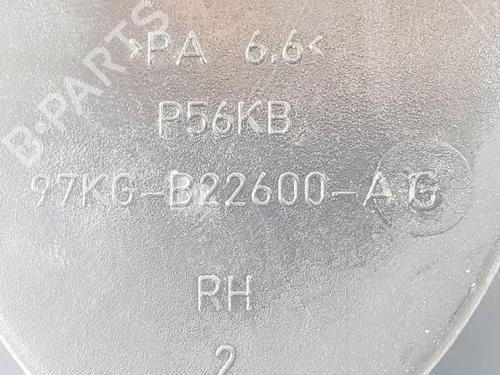 >PA 6.6<
P56KB
97KG-B22600-AG
RH
2
B-PARTS